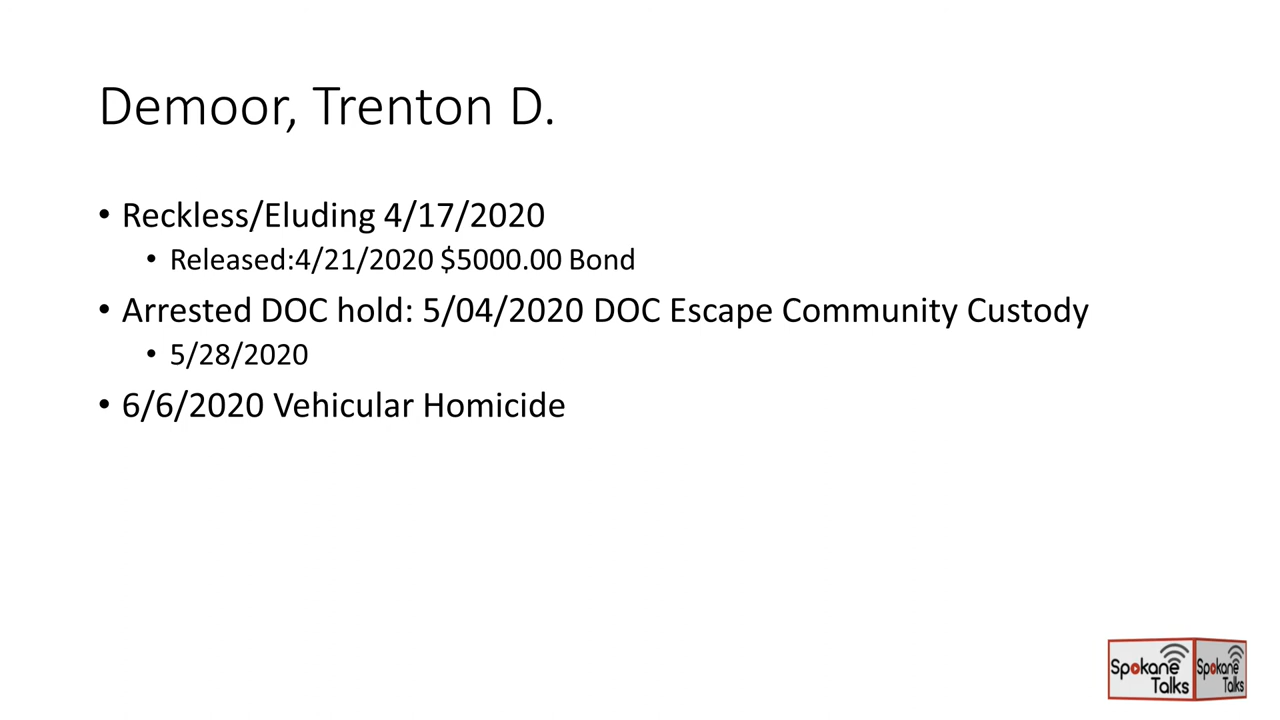 Demoor, Trenton D.
• Reckless/Eluding 4/17/2020
• Released:4/21/2020 $5000.00 Bond
• Arrested DOC hold: 5/04/2020 DOC Escape Community Custody
• 5/28/2020
• 6/6/2020 Vehicular Homicide
Spokane Talks
Spokane Talks